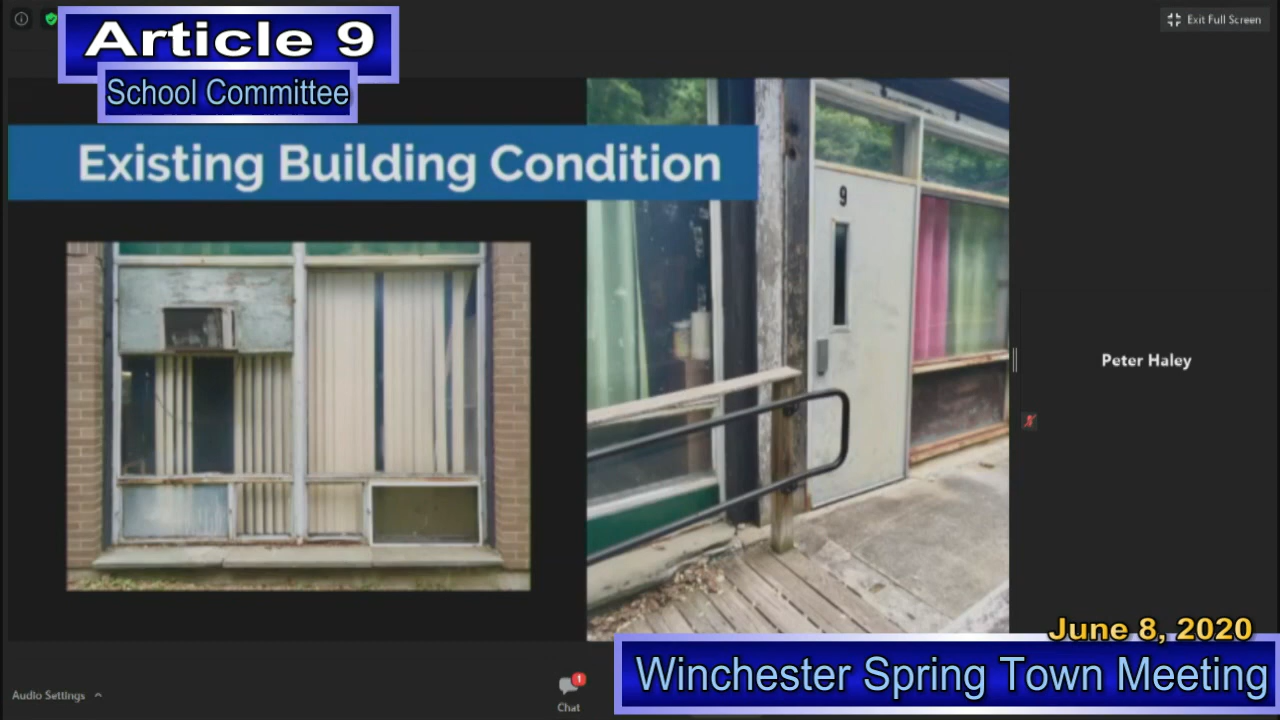 Exit Full Screen
Article 9
School Committee
Existing Building Condition
9
Peter Haley
June 8, 2020
Winchester Spring Town Meeting
Audio Settings
1
Chat